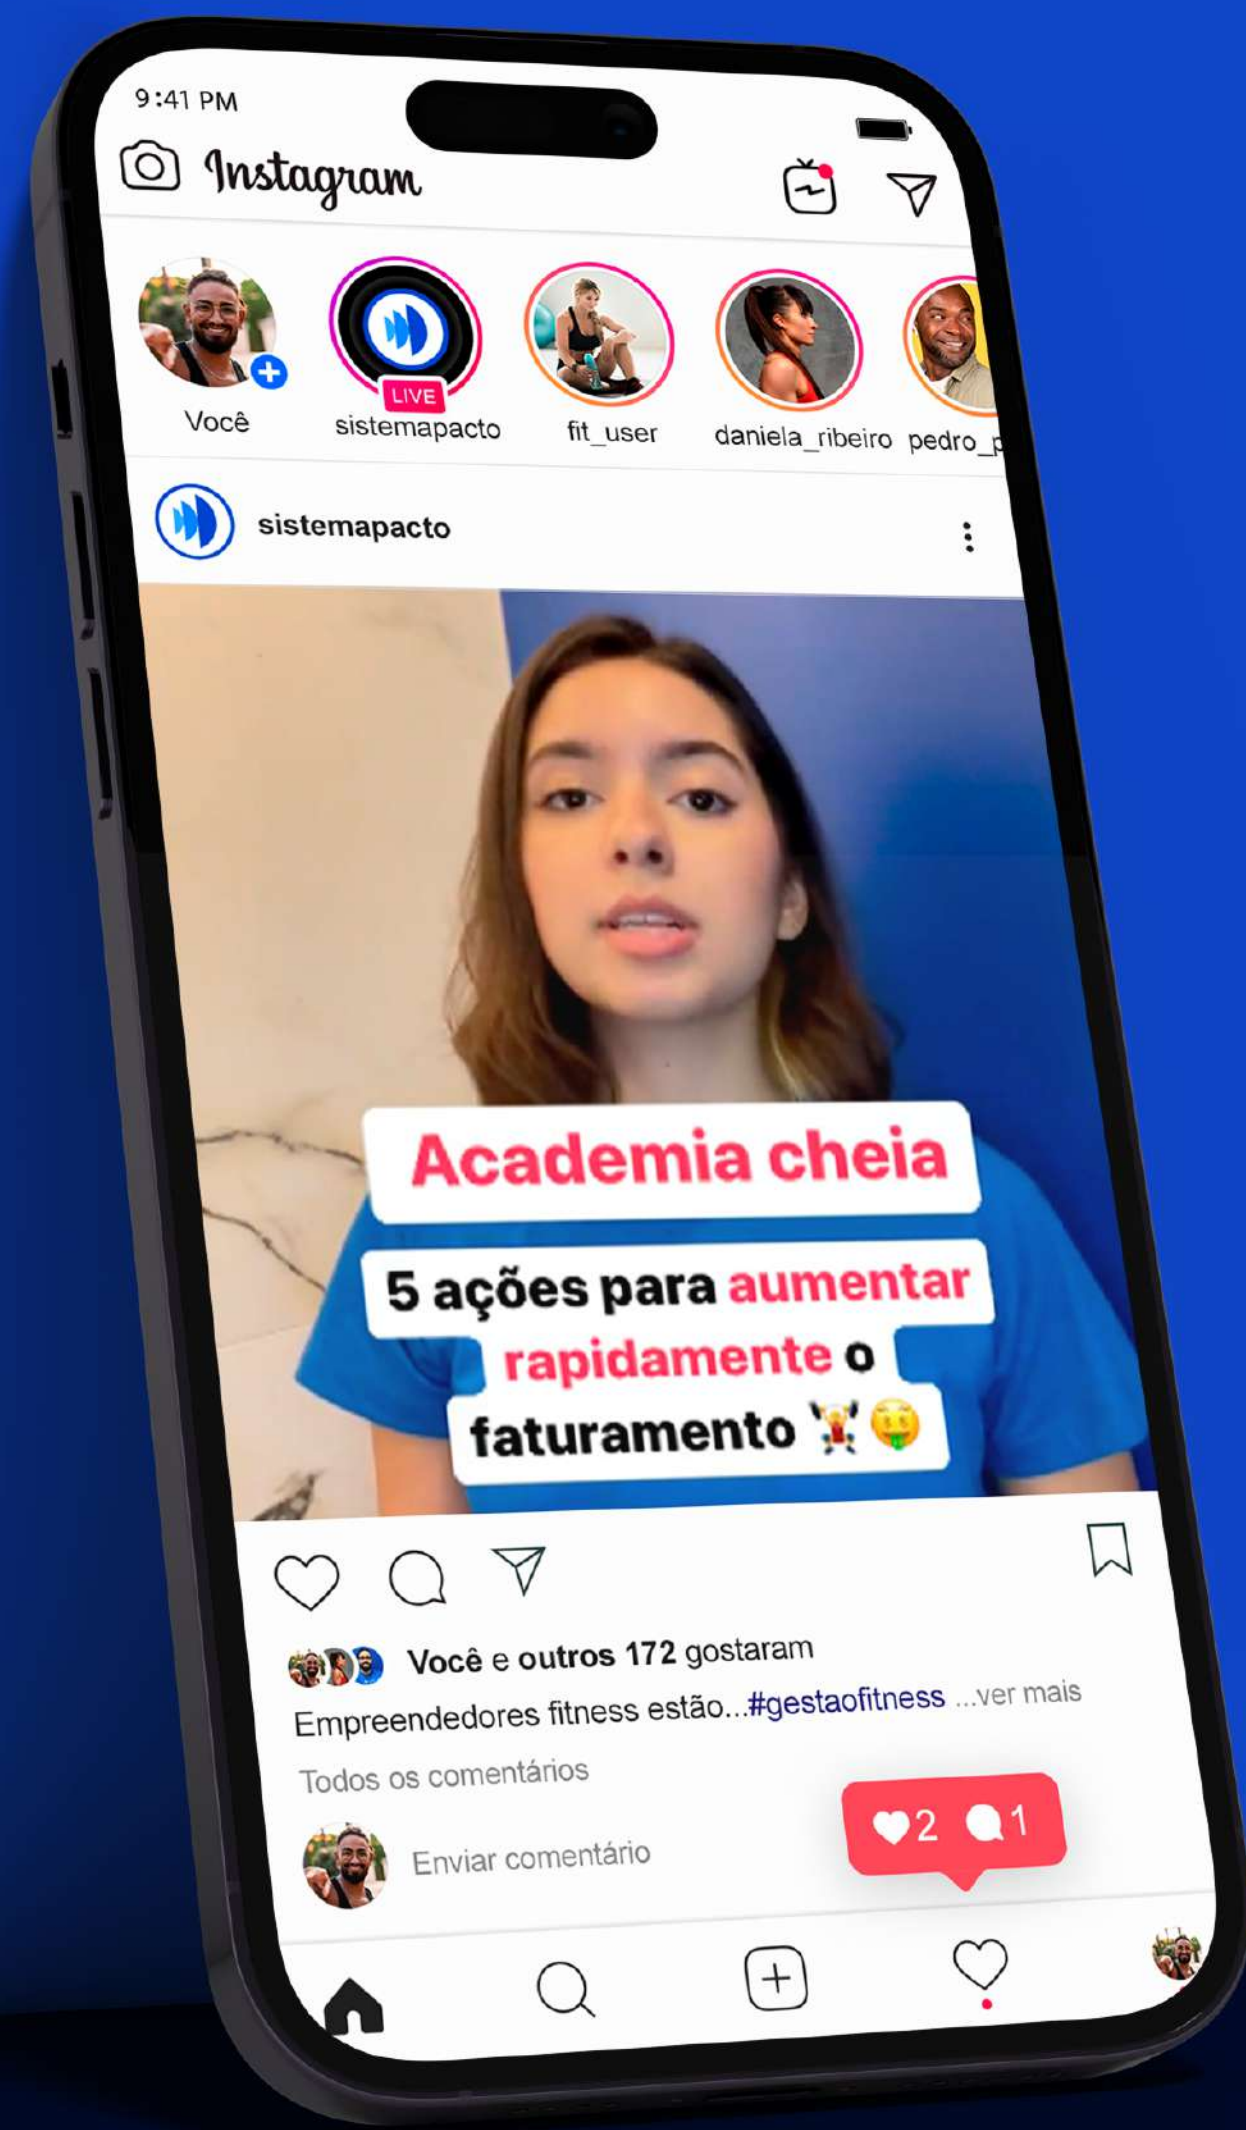 9:41 PM
Instagram
LIVE
Você
sistemapacto
fit_user
daniela_ribeiro
pedro_p
sistemapacto
Academia cheia
5 ações para aumentar
rapidamente o
faturamento
Você e outros 172 gostaram
Empreendedores fitness estão...#gestaofitness ...ver mais
Todos os comentários
Enviar comentário
2 1